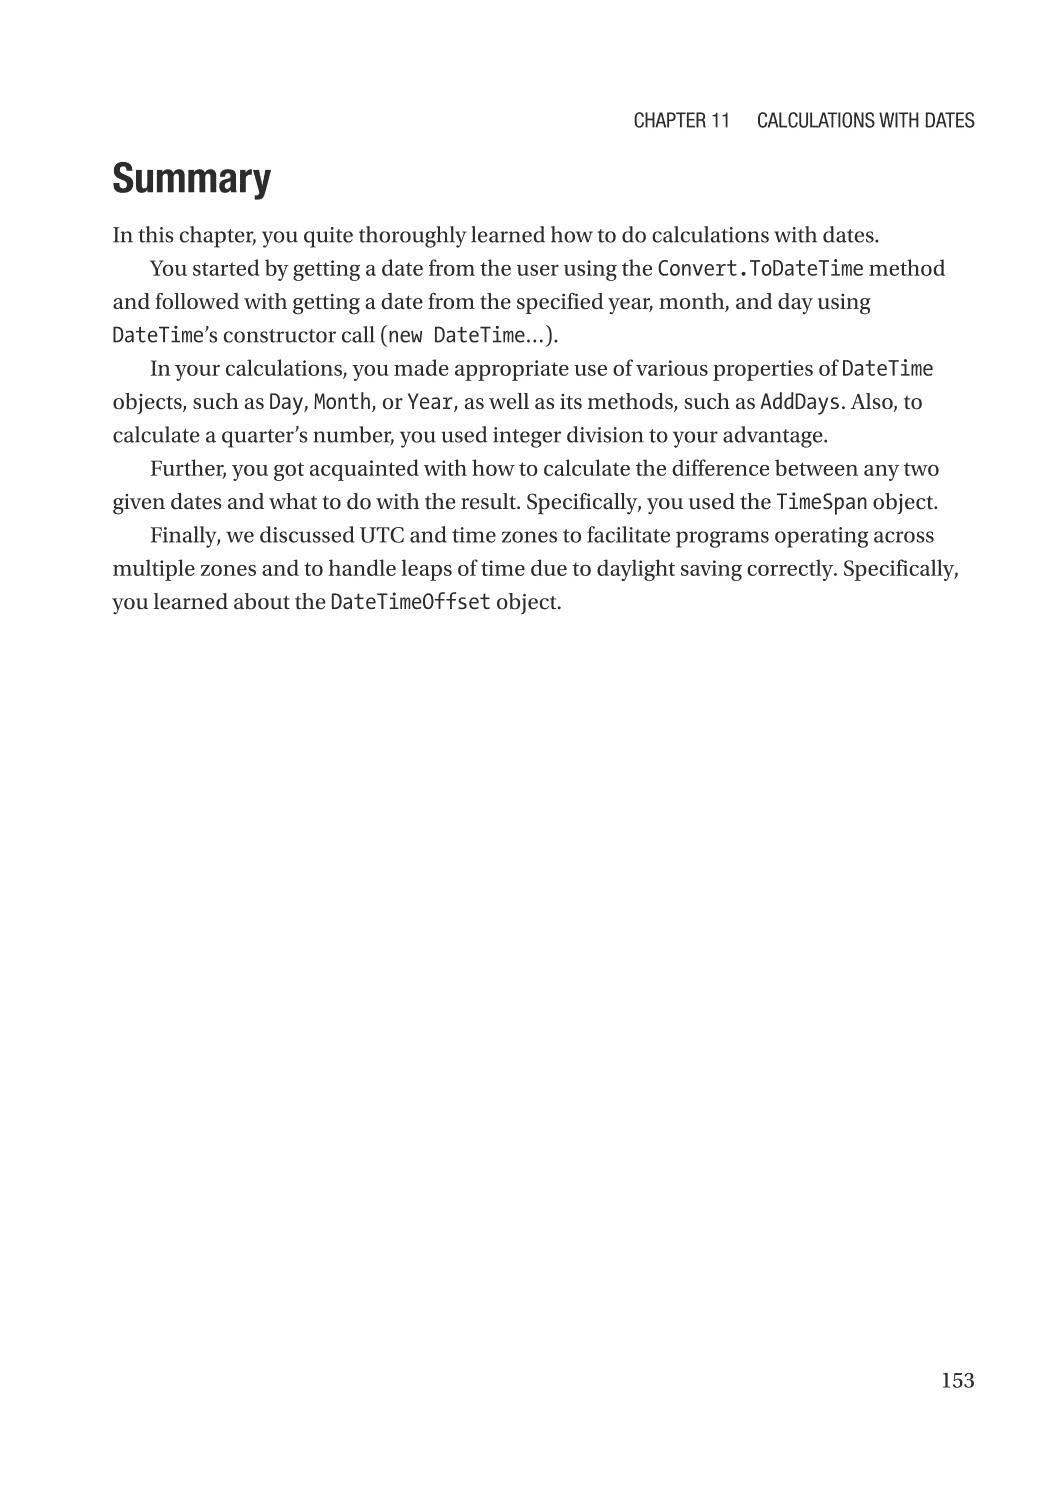 CHAPTER 11 CALCULATIONS WITH DATES
Summary
In this chapter, you quite thoroughly learned how to do calculations with dates.
You started by getting a date from the user using the Convert.ToDateTime method
and followed with getting a date from the specified year, month, and day using
DateTime’s constructor call (new DateTime…).
In your calculations, you made appropriate use of various properties of DateTime
objects, such as Day, Month, or Year, as well as its methods, such as AddDays. Also, to
calculate a quarter’s number, you used integer division to your advantage.
Further, you got acquainted with how to calculate the difference between any two
given dates and what to do with the result. Specifically, you used the TimeSpan object.
Finally, we discussed UTC and time zones to facilitate programs operating across
multiple zones and to handle leaps of time due to daylight saving correctly. Specifically,
you learned about the DateTimeOffset object.
153